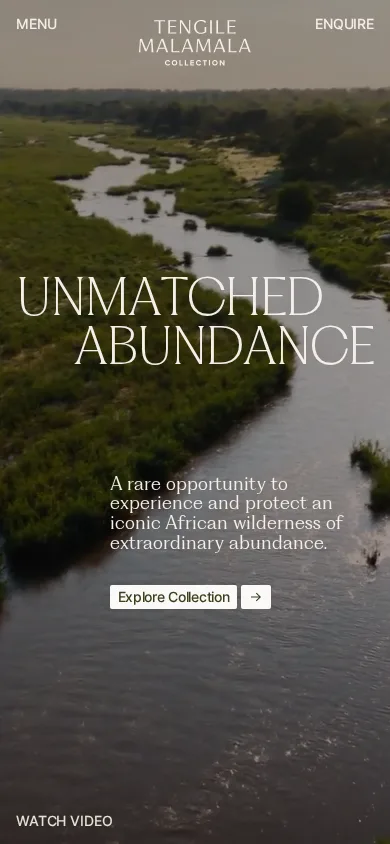 MENU
TENGILE
MALAMALA
COLLECTION
ENQUIRE
UNMATCHED
ABUNDANCE
A rare opportunity to
experience and protect an
iconic African wilderness of
extraordinary abundance.
Explore Collection →
WATCH VIDEO